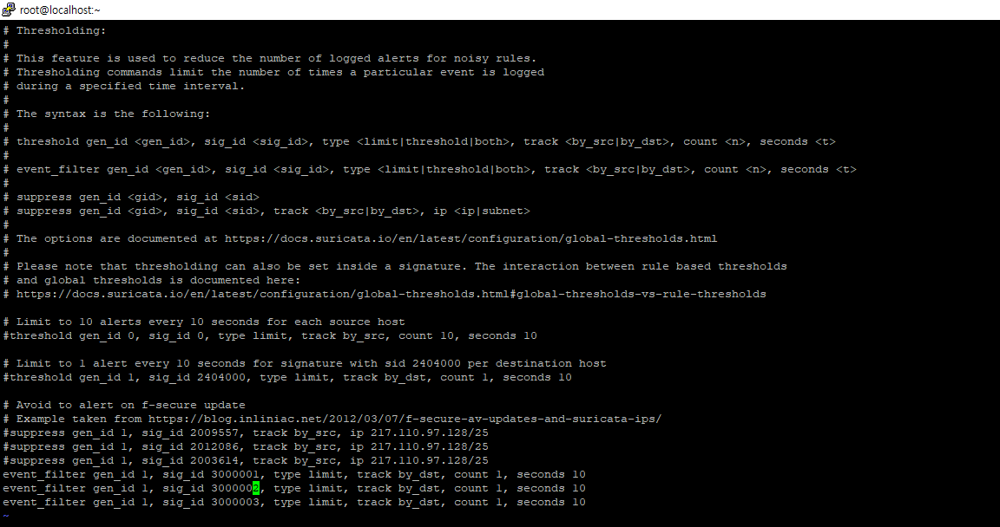 root@localhost:~
# Thresholding:
#
# This feature is used to reduce the number of logged alerts for noisy rules.
# Thresholding commands limit the number of times a particular event is logged
# during a specified time interval.
#
# The syntax is the following:
#
# threshold gen_id <gen_id>, sig_id <sig_id>, type <limit|threshold|both>, track <by_src|by_dst>, count <n>, seconds <t>
#
# event_filter gen_id <gen_id>, sig_id <sig_id>, type <limit|threshold|both>, track <by_src|by_dst>, count <n>, seconds <t>
#
# suppress gen_id <gid>, sig_id <sid>
# suppress gen_id <gid>, sig_id <sid>, track <by_src|by_dst>, ip <ip|subnet>
#
# The options are documented at https://docs.suricata.io/en/latest/configuration/global-thresholds.html
#
# Please note that thresholding can also be set inside a signature. The interaction between rule based thresholds
# and global thresholds is documented here:
# https://docs.suricata.io/en/latest/configuration/global-thresholds.html#global-thresholds-vs-rule-thresholds

# Limit to 10 alerts every 10 seconds for each source host
#threshold gen_id 0, sig_id 0, type limit, track by_src, count 10, seconds 10

# Limit to 1 alert every 10 seconds for signature with sid 2404000 per destination host
#threshold gen_id 1, sig_id 2404000, type limit, track by_dst, count 1, seconds 10

# Avoid to alert on f-secure update
# Example taken from https://blog.inliniac.net/2012/03/07/f-secure-av-updates-and-suricata-ips/
#suppress gen_id 1, sig_id 2009557, track by_src, ip 217.110.97.128/25
#suppress gen_id 1, sig_id 2012086, track by_src, ip 217.110.97.128/25
#suppress gen_id 1, sig_id 2003614, track by_src, ip 217.110.97.128/25
event_filter gen_id 1, sig_id 3000001, type limit, track by_dst, count 1, seconds 10
event_filter gen_id 1, sig_id 3000002, type limit, track by_dst, count 1, seconds 10
event_filter gen_id 1, sig_id 3000003, type limit, track by_dst, count 1, seconds 10
~